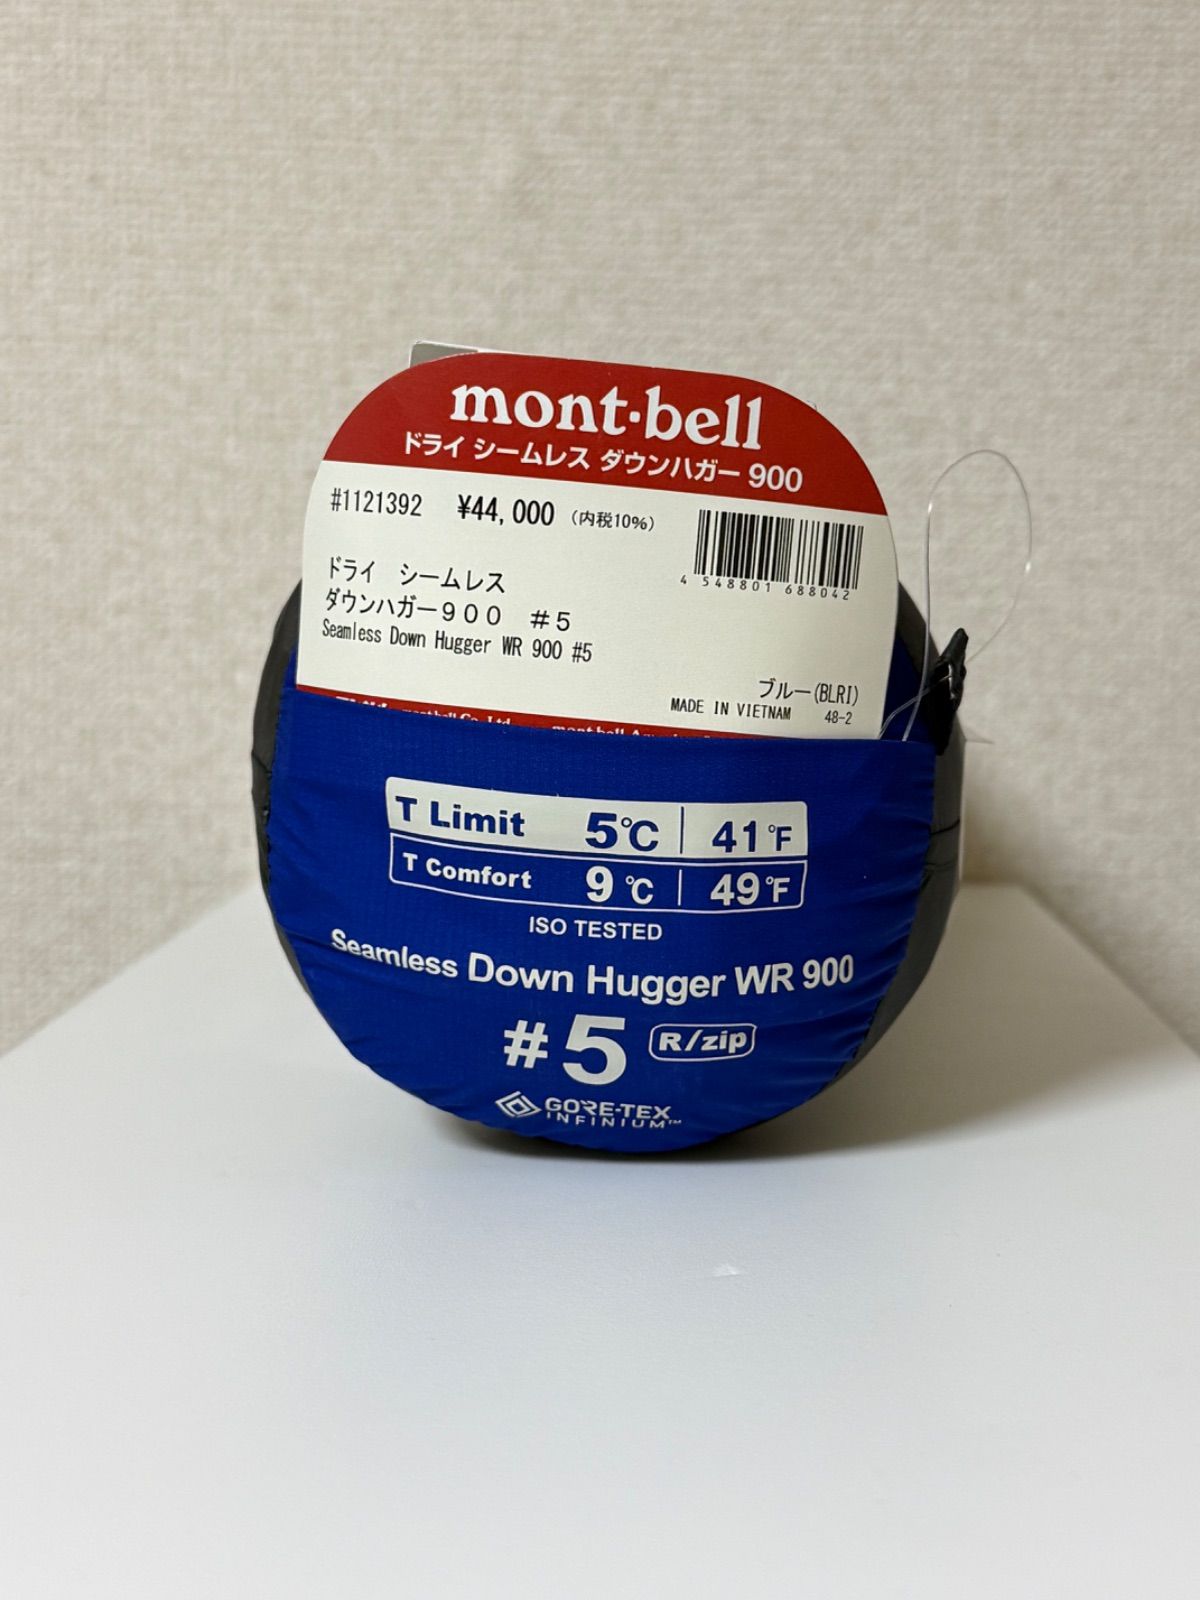 mont·bell
ドライ シームレス ダウンハガー 900
#1121392 ¥44,000 (内税10%)
4 548801 688042
ドライ シームレス
ダウンハガー900 #5
Seamless Down Hugger WR 900 #5
ブルー(BLRI)
MADE IN VIETNAM 48-2
T Limit 5℃ 41°F
T Comfort 9℃ 49°F
ISO TESTED
Seamless Down Hugger WR 900
#5 R/zip
GORE-TEX
INFINIUM™